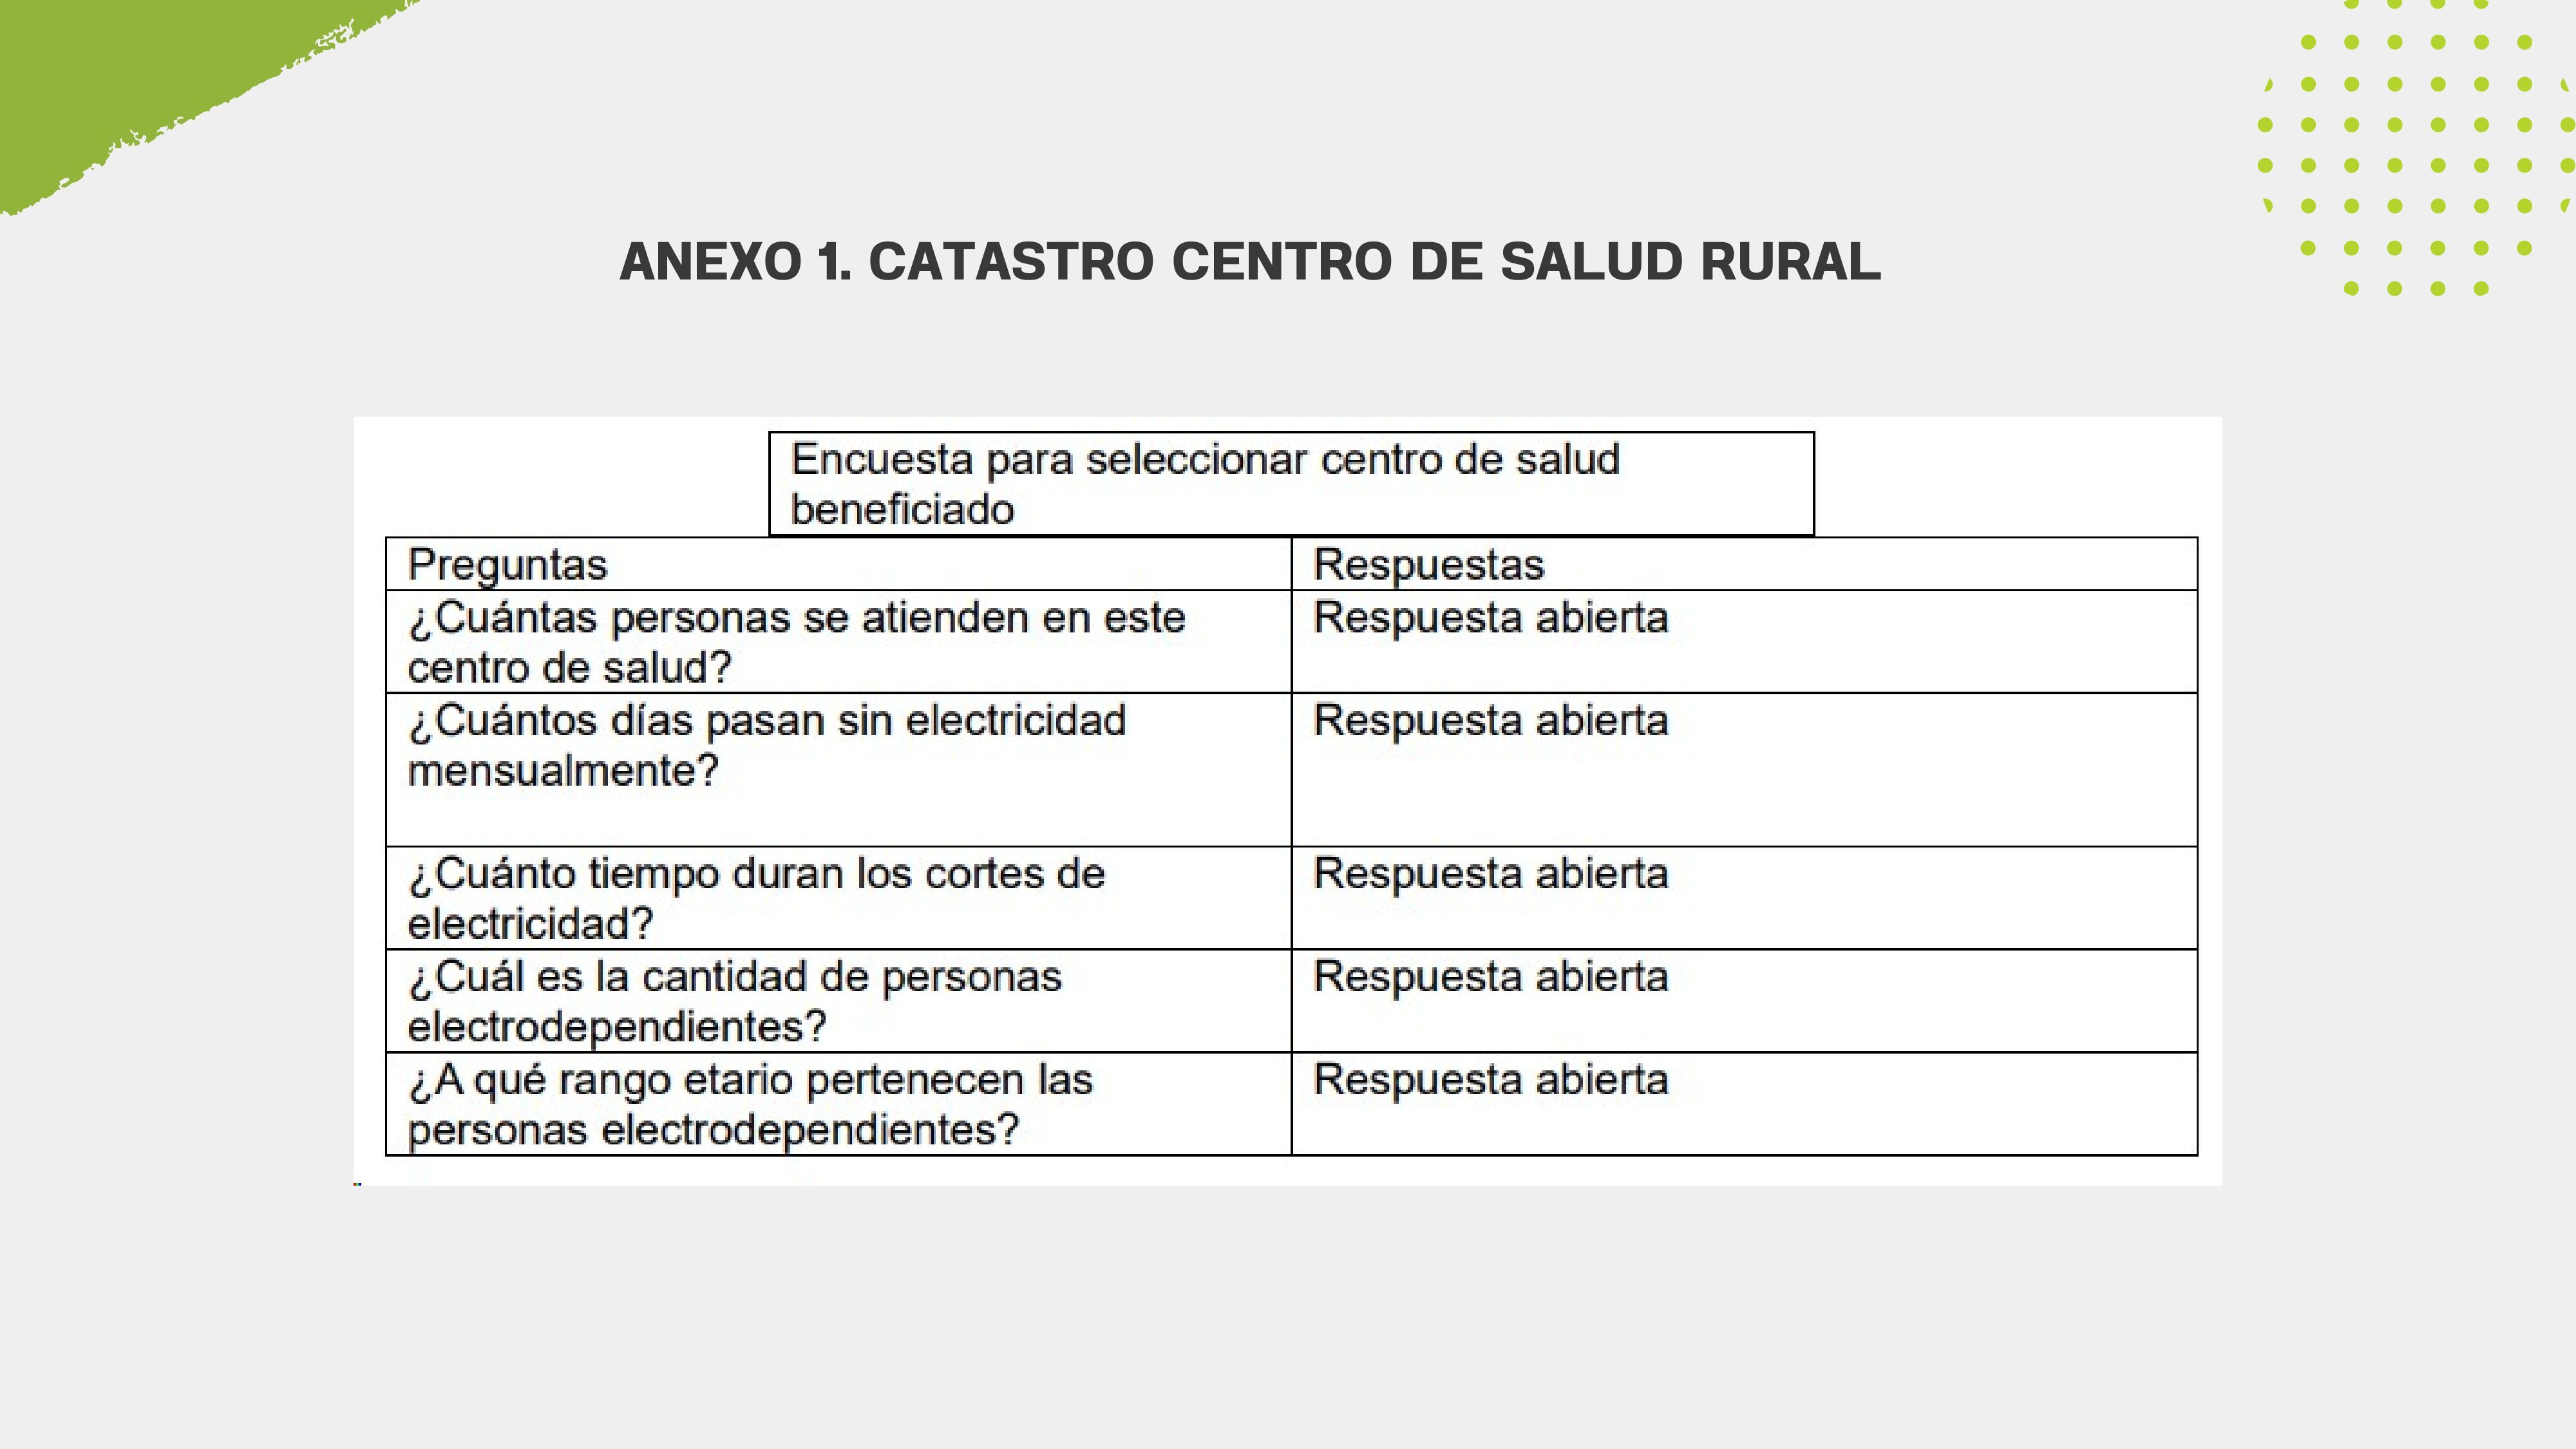 ANEXO 1. CATASTRO CENTRO DE SALUD RURAL
Encuesta para seleccionar centro de salud
beneficiado
Preguntas
Respuestas
¿Cuántas personas se atienden en este
centro de salud?
Respuesta abierta
¿Cuántos días pasan sin electricidad
mensualmente?
Respuesta abierta
¿Cuánto tiempo duran los cortes de
electricidad?
Respuesta abierta
¿Cuál es la cantidad de personas
electrodependientes?
Respuesta abierta
¿A qué rango etario pertenecen las
personas electrodependientes?
Respuesta abierta